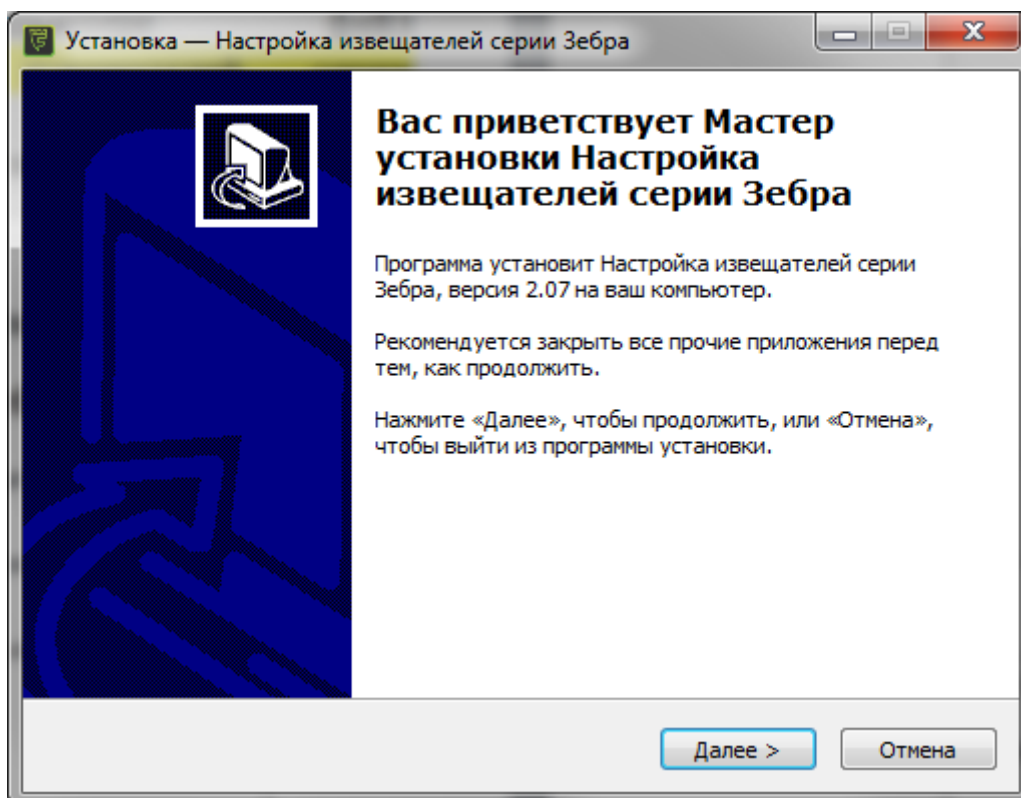 Установка — Настройка извещателей серии Зебра
Вас приветствует Мастер
установки Настройка
извещателей серии Зебра
Программа установит Настройка извещателей серии
Зебра, версия 2.07 на ваш компьютер.
Рекомендуется закрыть все прочие приложения перед
тем, как продолжить.
Нажмите «Далее», чтобы продолжить, или «Отмена»,
чтобы выйти из программы установки.
Далее >
Отмена